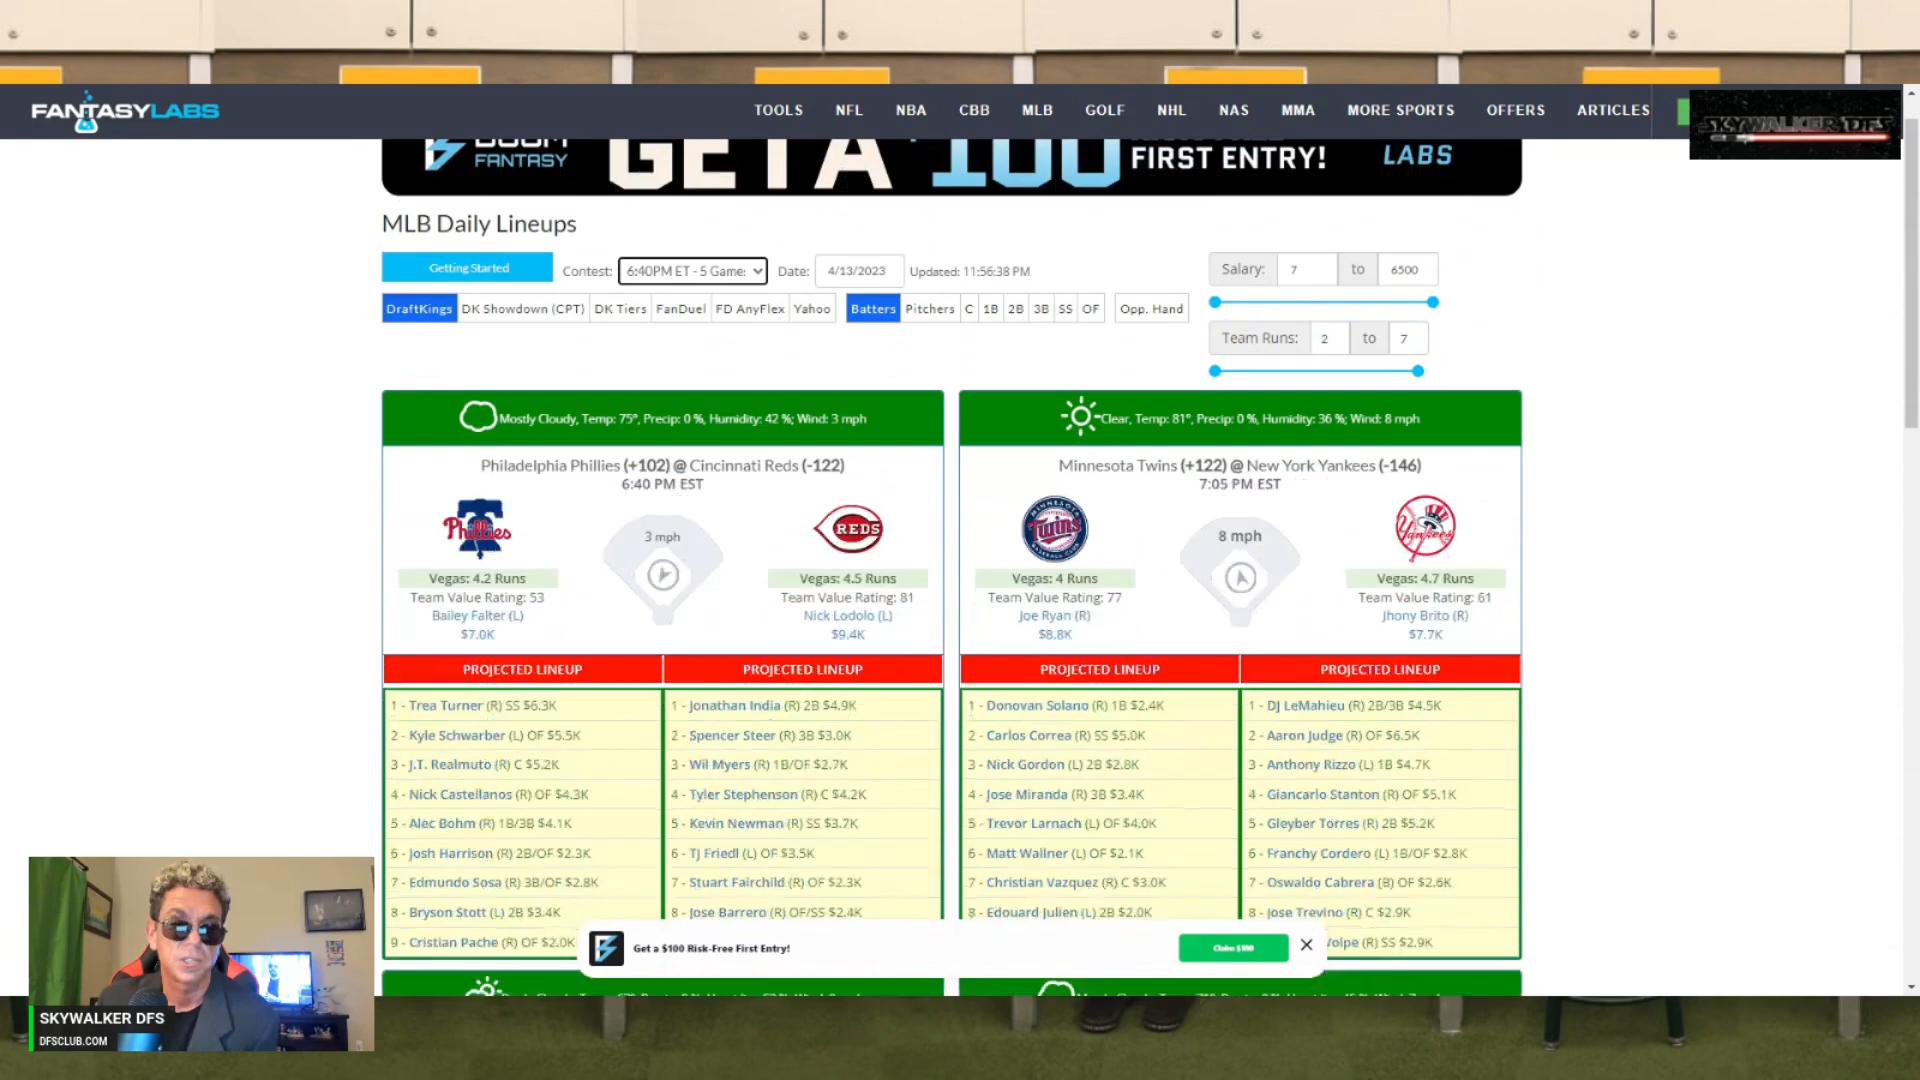 FANTASYLABS
TOOLS NFL NBA CBB MLB GOLF NHL NAS MMA MORE SPORTS OFFERS ARTICLES
SKYWALKER DFS
FANTASY GET A 100 FIRST ENTRY! LABS
MLB Daily Lineups
Getting Started
Contest: 6:40PM ET - 5 Game: Date: 4/13/2023 Updated: 11:56:38 PM
Salary: 7 to 6500
DraftKings DK Showdown (CPT) DK Tiers FanDuel FD AnyFlex Yahoo Batters Pitchers C 1B 2B 3B SS OF Opp. Hand
Team Runs: 2 to 7
Mostly Cloudy, Temp: 75°, Precip: 0 %, Humidity: 42 %; Wind: 3 mph
Philadelphia Phillies (+102) @ Cincinnati Reds (-122)
6:40 PM EST
Phillies
3 mph
REDS
Vegas: 4.2 Runs
Team Value Rating: 53
Bailey Falter (L)
$7.0K
Vegas: 4.5 Runs
Team Value Rating: 81
Nick Lodolo (L)
$9.4K
PROJECTED LINEUP
1 - Trea Turner (R) SS $6.3K
2 - Kyle Schwarber (L) OF $5.5K
3 - J.T. Realmuto (R) C $5.2K
4 - Nick Castellanos (R) OF $4.3K
5 - Alec Bohm (R) 1B/3B $4.1K
6 - Josh Harrison (R) 2B/OF $2.3K
7 - Edmundo Sosa (R) 3B/OF $2.8K
8 - Bryson Stott (L) 2B $3.4K
9 - Cristian Pache (R) OF $2.0K
PROJECTED LINEUP
1 - Jonathan India (R) 2B $4.9K
2 - Spencer Steer (R) 3B $3.0K
3 - Wil Myers (R) 1B/OF $2.7K
4 - Tyler Stephenson (R) C $4.2K
5 - Kevin Newman (R) SS $3.7K
6 - TJ Friedl (L) OF $3.5K
7 - Stuart Fairchild (R) OF $2.3K
8 - Jose Barrero (R) OF/SS $2.4K
Clear, Temp: 81°, Precip: 0 %, Humidity: 36 %; Wind: 8 mph
Minnesota Twins (+122) @ New York Yankees (-146)
7:05 PM EST
Twins
8 mph
Yankees
Vegas: 4 Runs
Team Value Rating: 77
Joe Ryan (R)
$8.8K
Vegas: 4.7 Runs
Team Value Rating: 61
Jhony Brito (R)
$7.7K
PROJECTED LINEUP
1 - Donovan Solano (R) 1B $2.4K
2 - Carlos Correa (R) SS $5.0K
3 - Nick Gordon (L) 2B $2.8K
4 - Jose Miranda (R) 3B $3.4K
5 - Trevor Larnach (L) OF $4.0K
6 - Matt Wallner (L) OF $2.1K
7 - Christian Vazquez (R) C $3.0K
8 - Edouard Julien (L) 2B $2.0K
PROJECTED LINEUP
1 - DJ LeMahieu (R) 2B/3B $4.5K
2 - Aaron Judge (R) OF $6.5K
3 - Anthony Rizzo (L) 1B $4.7K
4 - Giancarlo Stanton (R) OF $5.1K
5 - Gleyber Torres (R) 2B $5.2K
6 - Franchy Cordero (L) 1B/OF $2.8K
7 - Oswaldo Cabrera (B) OF $2.6K
8 - Jose Trevino (R) C $2.9K
Volpe (R) SS $2.9K
Get a $100 Risk-Free First Entry!
Claim $100
SKYWALKER DFS
DFSCLUB.COM